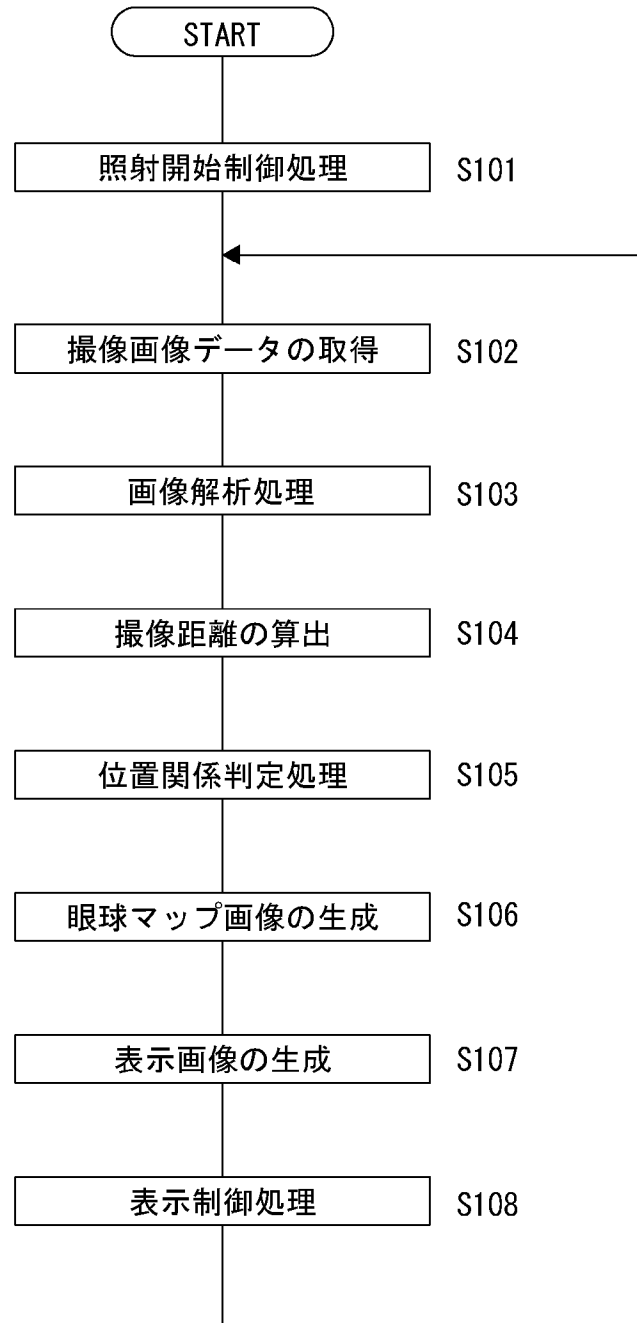 START
照射開始制御処理 S101
撮像画像データの取得 S102
画像解析処理 S103
撮像距離の算出 S104
位置関係判定処理 S105
眼球マップ画像の生成 S106
表示画像の生成 S107
表示制御処理 S108